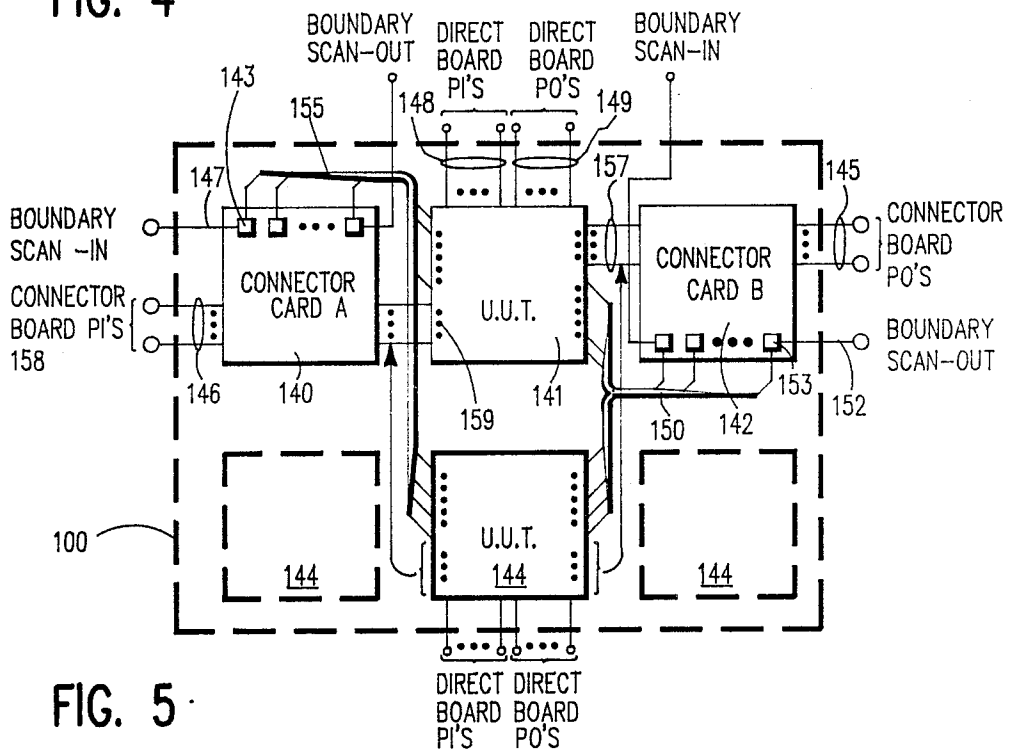 FIG. 4
BOUNDARY
SCAN-OUT
DIRECT
BOARD
PI'S
DIRECT
BOARD
PO'S
BOUNDARY
SCAN-IN
143
155
148
149
157
145
147
BOUNDARY
SCAN -IN
CONNECTOR
BOARD PI'S
158
146
CONNECTOR
CARD A
140
U.U.T.
159
141
CONNECTOR
CARD B
CONNECTOR
BOARD
PO'S
BOUNDARY
SCAN-OUT
150
142
153
152
100
144
U.U.T.
144
144
DIRECT
BOARD
PI'S
DIRECT
BOARD
PO'S
FIG. 5